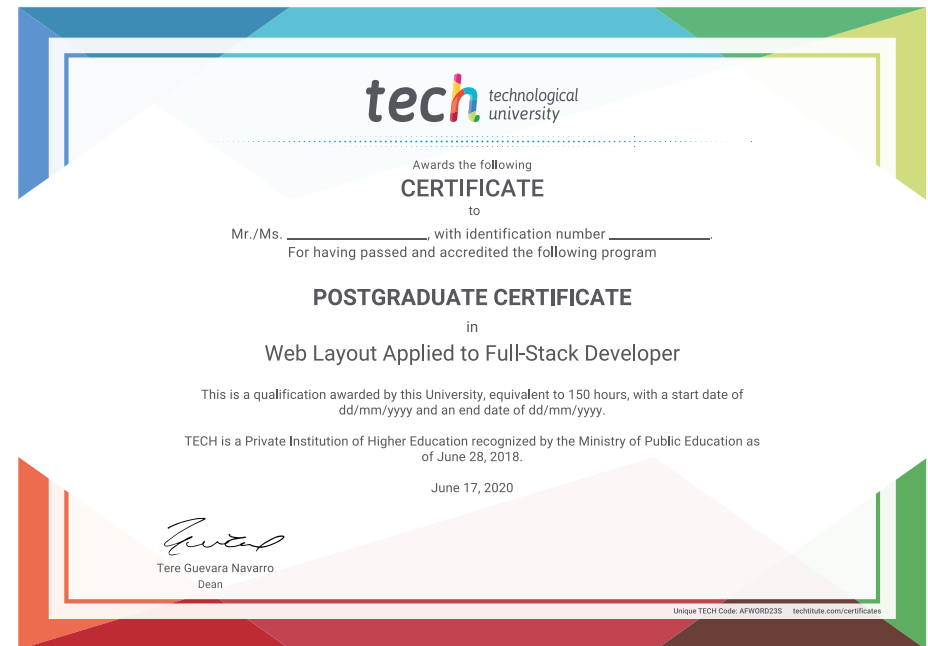 tech technological
university
Awards the following
CERTIFICATE
to
Mr./Ms. ____________________, with identification number ______________.
For having passed and accredited the following program
POSTGRADUATE CERTIFICATE
in
Web Layout Applied to Full-Stack Developer
This is a qualification awarded by this University, equivalent to 150 hours, with a start date of
dd/mm/yyyy and an end date of dd/mm/yyyy.
TECH is a Private Institution of Higher Education recognized by the Ministry of Public Education as
of June 28, 2018.
June 17, 2020
Tere Guevara Navarro
Dean
Unique TECH Code: AFWORD23S techtitute.com/certificates